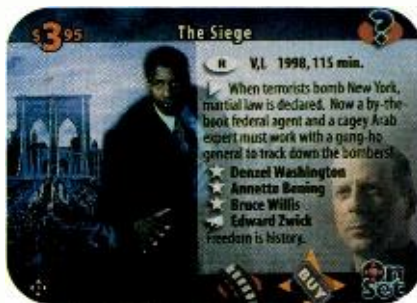 $3.95
The Siege
?
R V,L 1998, 115 min.
When terrorists bomb New York,
martial law is declared. Now a by-the-
book federal agent and a cagey Arab
expert must work with a gung-ho
general to track down the bombers!
Denzel Washington
Annette Bening
Bruce Willis
Edward Zwick
Freedom is history.
BUY
On
Set